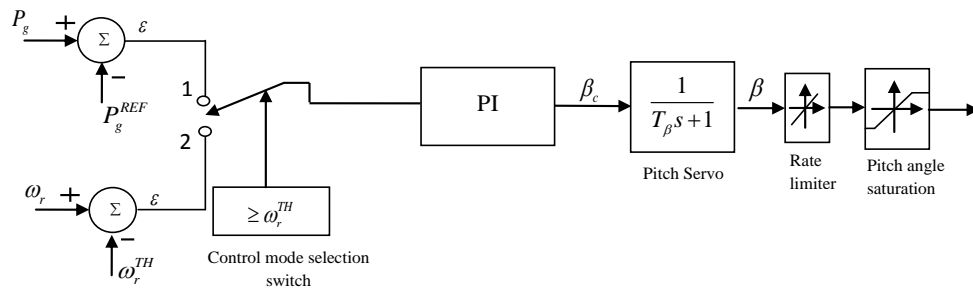 P_g + Σ ε
−
P_g^REF
1
2
ω_r + Σ ε
−
ω_r^TH
≥ ω_r^TH
Control mode selection
switch
PI
β_c
1
T_β s + 1
Pitch Servo
β
Rate
limiter
Pitch angle
saturation